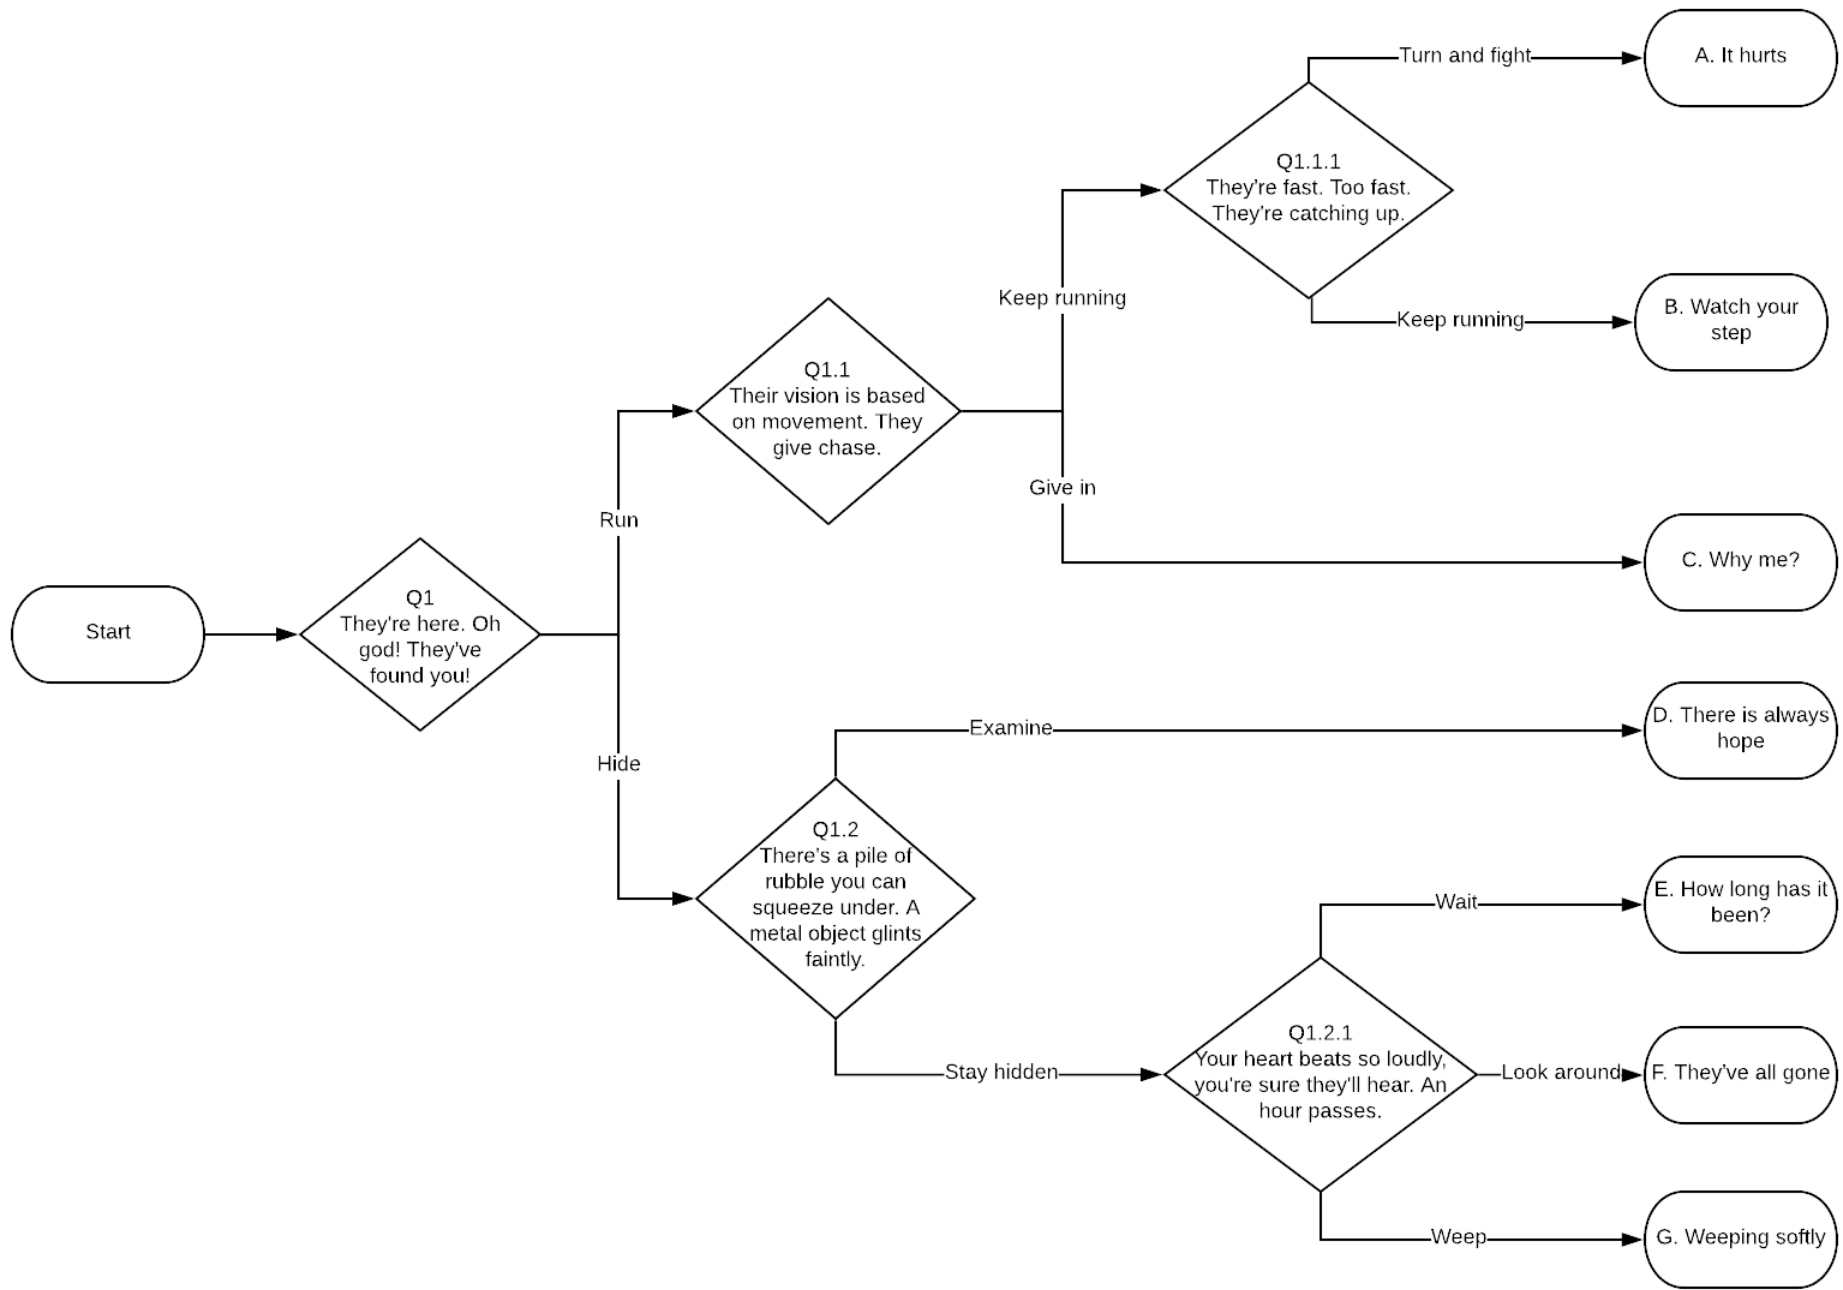 Start
Q1
They're here. Oh
god! They've
found you!
Run
Hide
Q1.1
Their vision is based
on movement. They
give chase.
Keep running
Give in
Q1.1.1
They're fast. Too fast.
They're catching up.
Turn and fight
A. It hurts
Keep running
B. Watch your
step
C. Why me?
Q1.2
There's a pile of
rubble you can
squeeze under. A
metal object glints
faintly.
Examine
D. There is always
hope
Stay hidden
Q1.2.1
Your heart beats so loudly,
you're sure they'll hear. An
hour passes.
Wait
E. How long has it
been?
Look around
F. They've all gone
Weep
G. Weeping softly